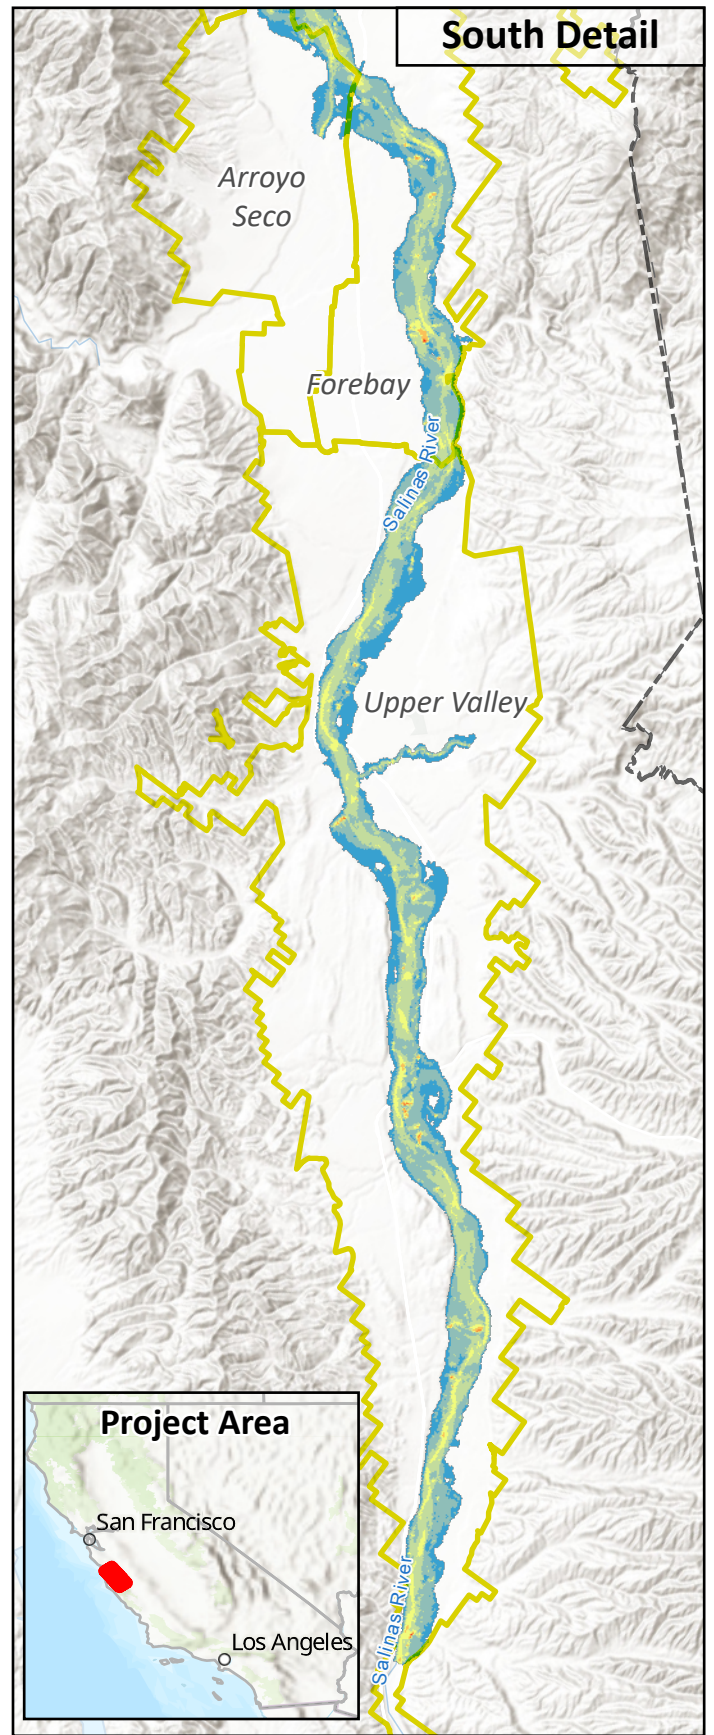 South Detail
Arroyo
Seco
Forebay
Salinas River
Upper Valley
Project Area
San Francisco
Los Angeles
Salinas River